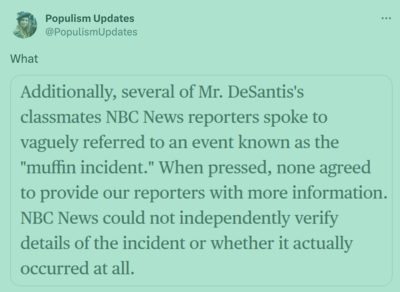 Populism Updates
@PopulismUpdates
What
Additionally, several of Mr. DeSantis's
classmates NBC News reporters spoke to
vaguely referred to an event known as the
"muffin incident." When pressed, none agreed
to provide our reporters with more information.
NBC News could not independently verify
details of the incident or whether it actually
occurred at all.